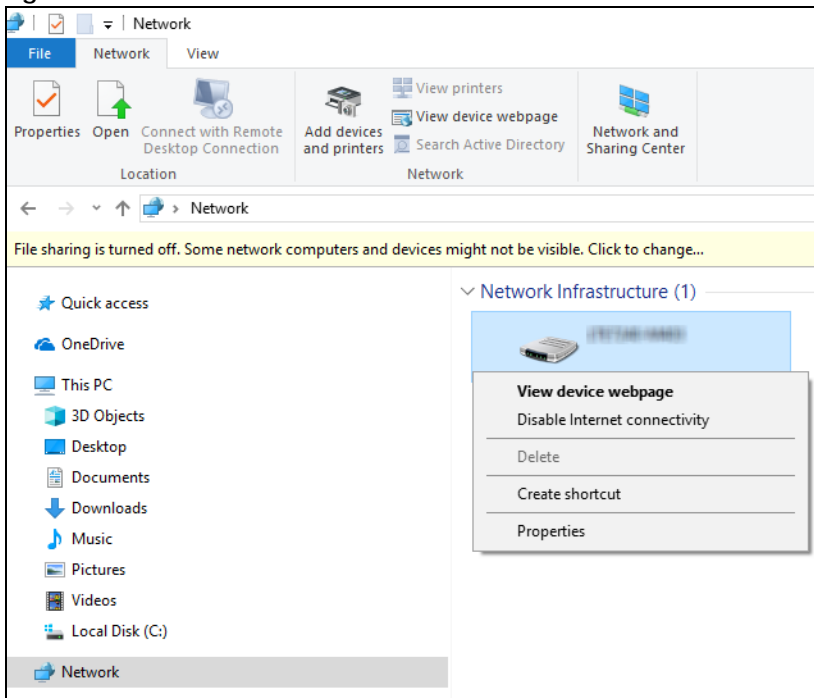 Network
File Network View
Properties Open Connect with Remote Desktop Connection
Add devices and printers
View printers
View device webpage
Search Active Directory
Network and Sharing Center
Location Network
Network
File sharing is turned off. Some network computers and devices might not be visible. Click to change...
Quick access
OneDrive
This PC
3D Objects
Desktop
Documents
Downloads
Music
Pictures
Videos
Local Disk (C:)
Network
Network Infrastructure (1)
View device webpage
Disable Internet connectivity
Delete
Create shortcut
Properties